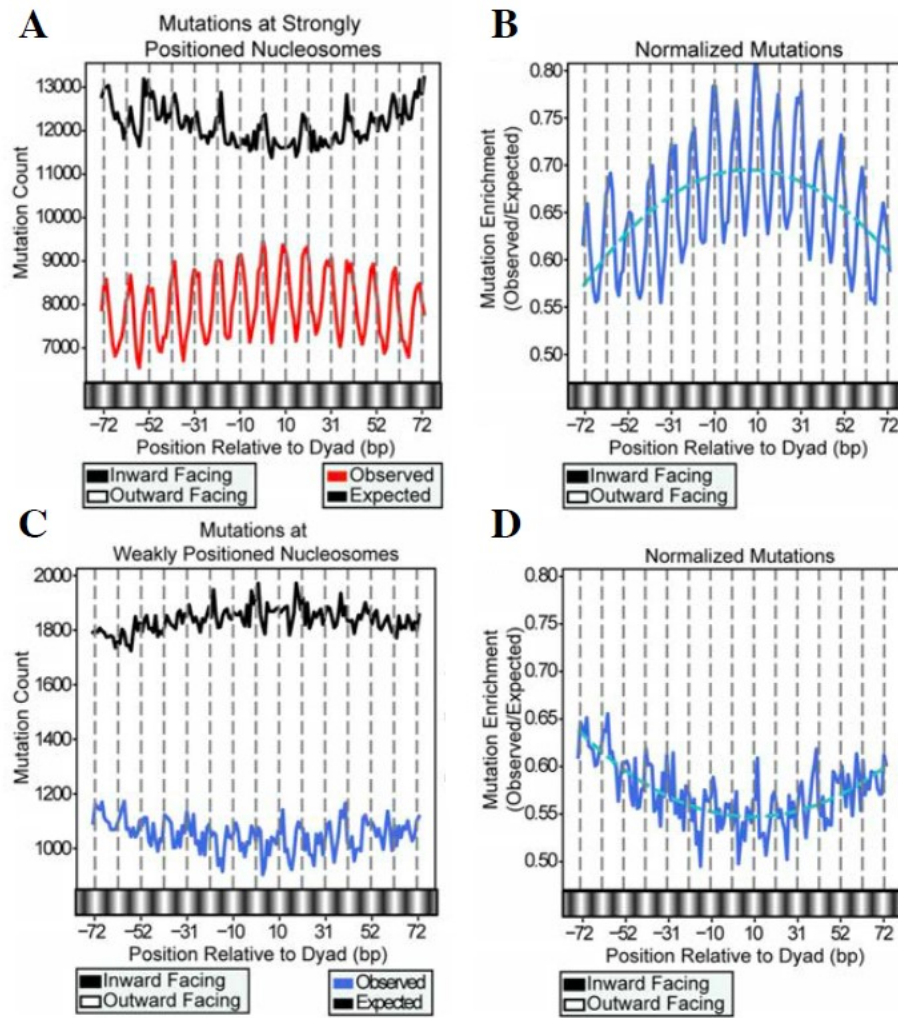 A
Mutations at Strongly
Positioned Nucleosomes
Mutation Count
13000
12000
11000
10000
9000
8000
7000
−72 −52 −31 −10 10 31 52 72
Position Relative to Dyad (bp)
Inward Facing
Outward Facing
Observed
Expected
B
Normalized Mutations
Mutation Enrichment
(Observed/Expected)
0.80
0.75
0.70
0.65
0.60
0.55
0.50
−72 −52 −31 −10 10 31 52 72
Position Relative to Dyad (bp)
Inward Facing
Outward Facing
C
Mutations at
Weakly Positioned Nucleosomes
Mutation Count
2000
1800
1600
1400
1200
1000
−72 −52 −31 −10 10 31 52 72
Position Relative to Dyad (bp)
Inward Facing
Outward Facing
Observed
Expected
D
Normalized Mutations
Mutation Enrichment
(Observed/Expected)
0.80
0.75
0.70
0.65
0.60
0.55
0.50
−72 −52 −31 −10 10 31 52 72
Position Relative to Dyad (bp)
Inward Facing
Outward Facing